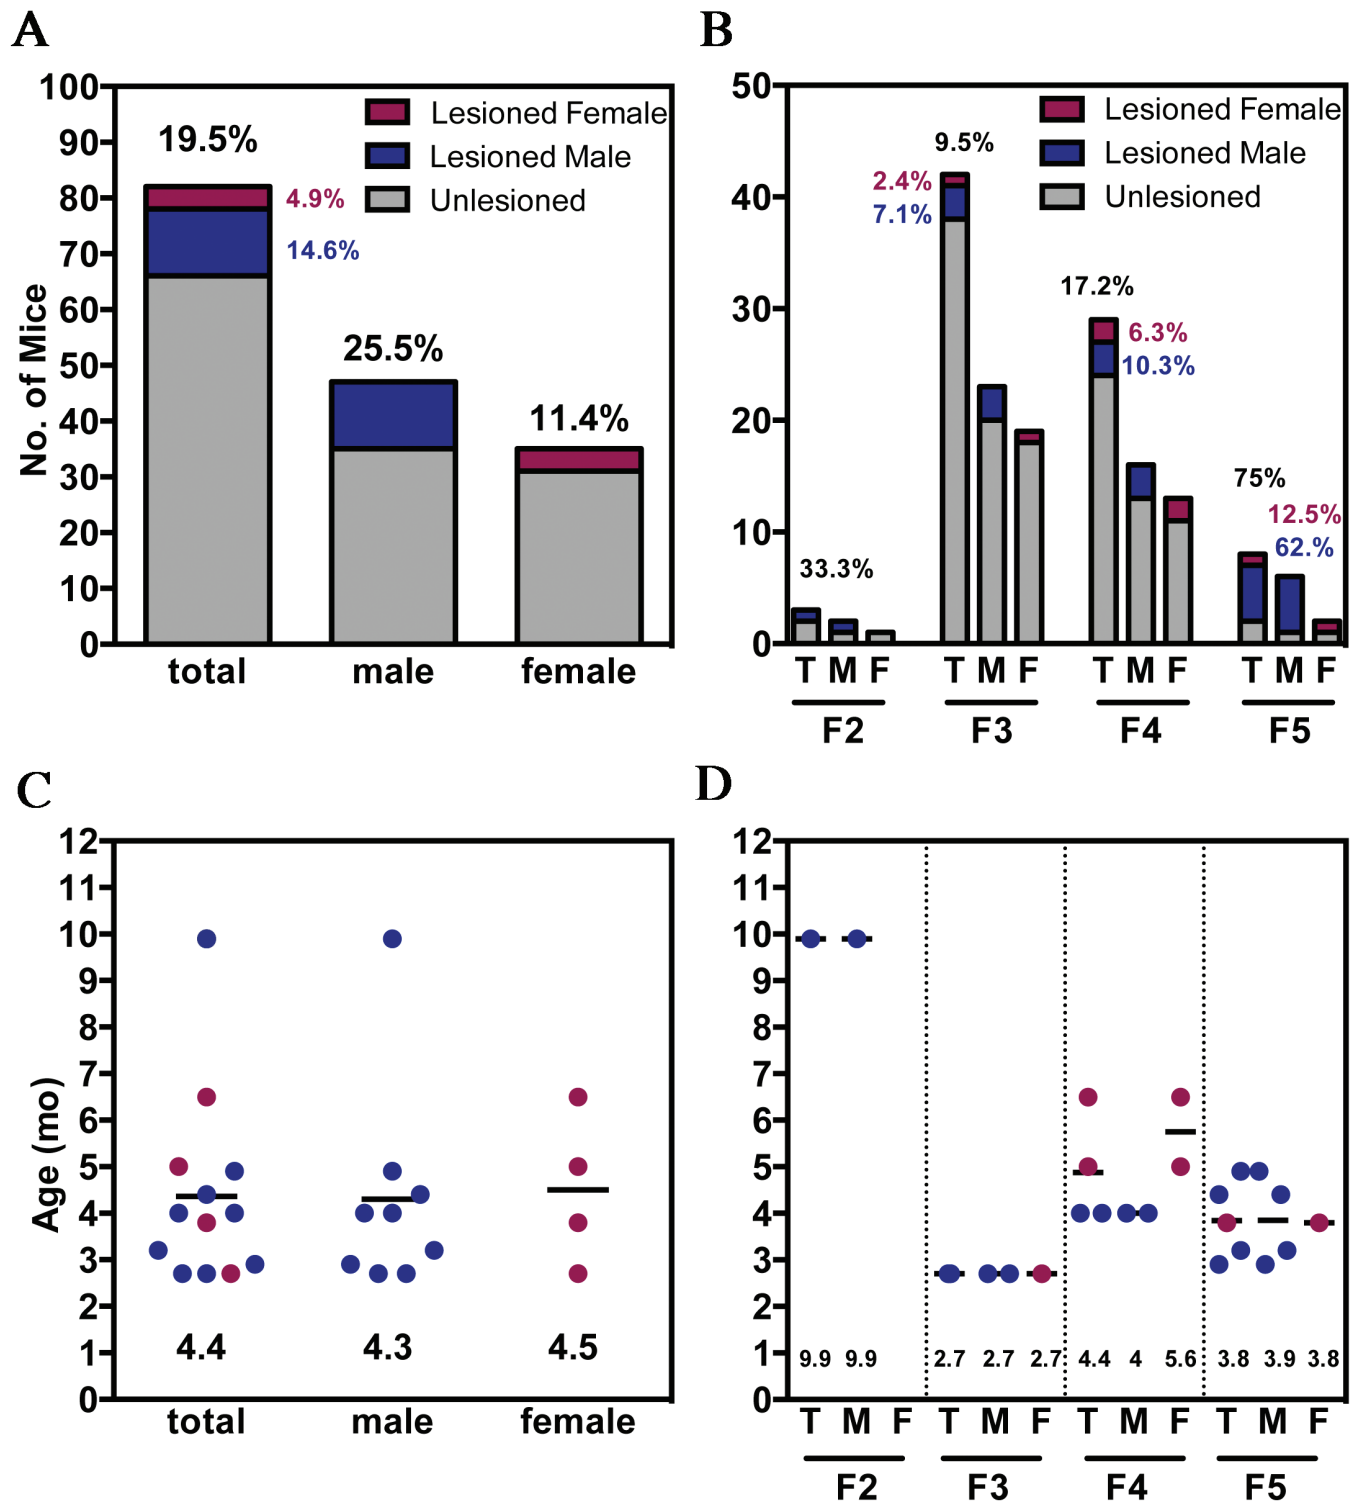 A
100
90
80
70
60
50
40
30
20
10
0
No. of Mice
Lesioned Female
Lesioned Male
Unlesioned
19.5%
4.9%
14.6%
25.5%
11.4%
total male female
B
50
40
30
20
10
0
Lesioned Female
Lesioned Male
Unlesioned
9.5%
2.4%
7.1%
17.2%
6.3%
10.3%
75%
12.5%
62.%
33.3%
T M F T M F T M F T M F
F2 F3 F4 F5
C
12
11
10
9
8
7
6
5
4
3
2
1
0
Age (mo)
4.4 4.3 4.5
total male female
D
12
11
10
9
8
7
6
5
4
3
2
1
0
9.9 9.9 2.7 2.7 2.7 4.4 4 5.6 3.8 3.9 3.8
T M F T M F T M F T M F
F2 F3 F4 F5